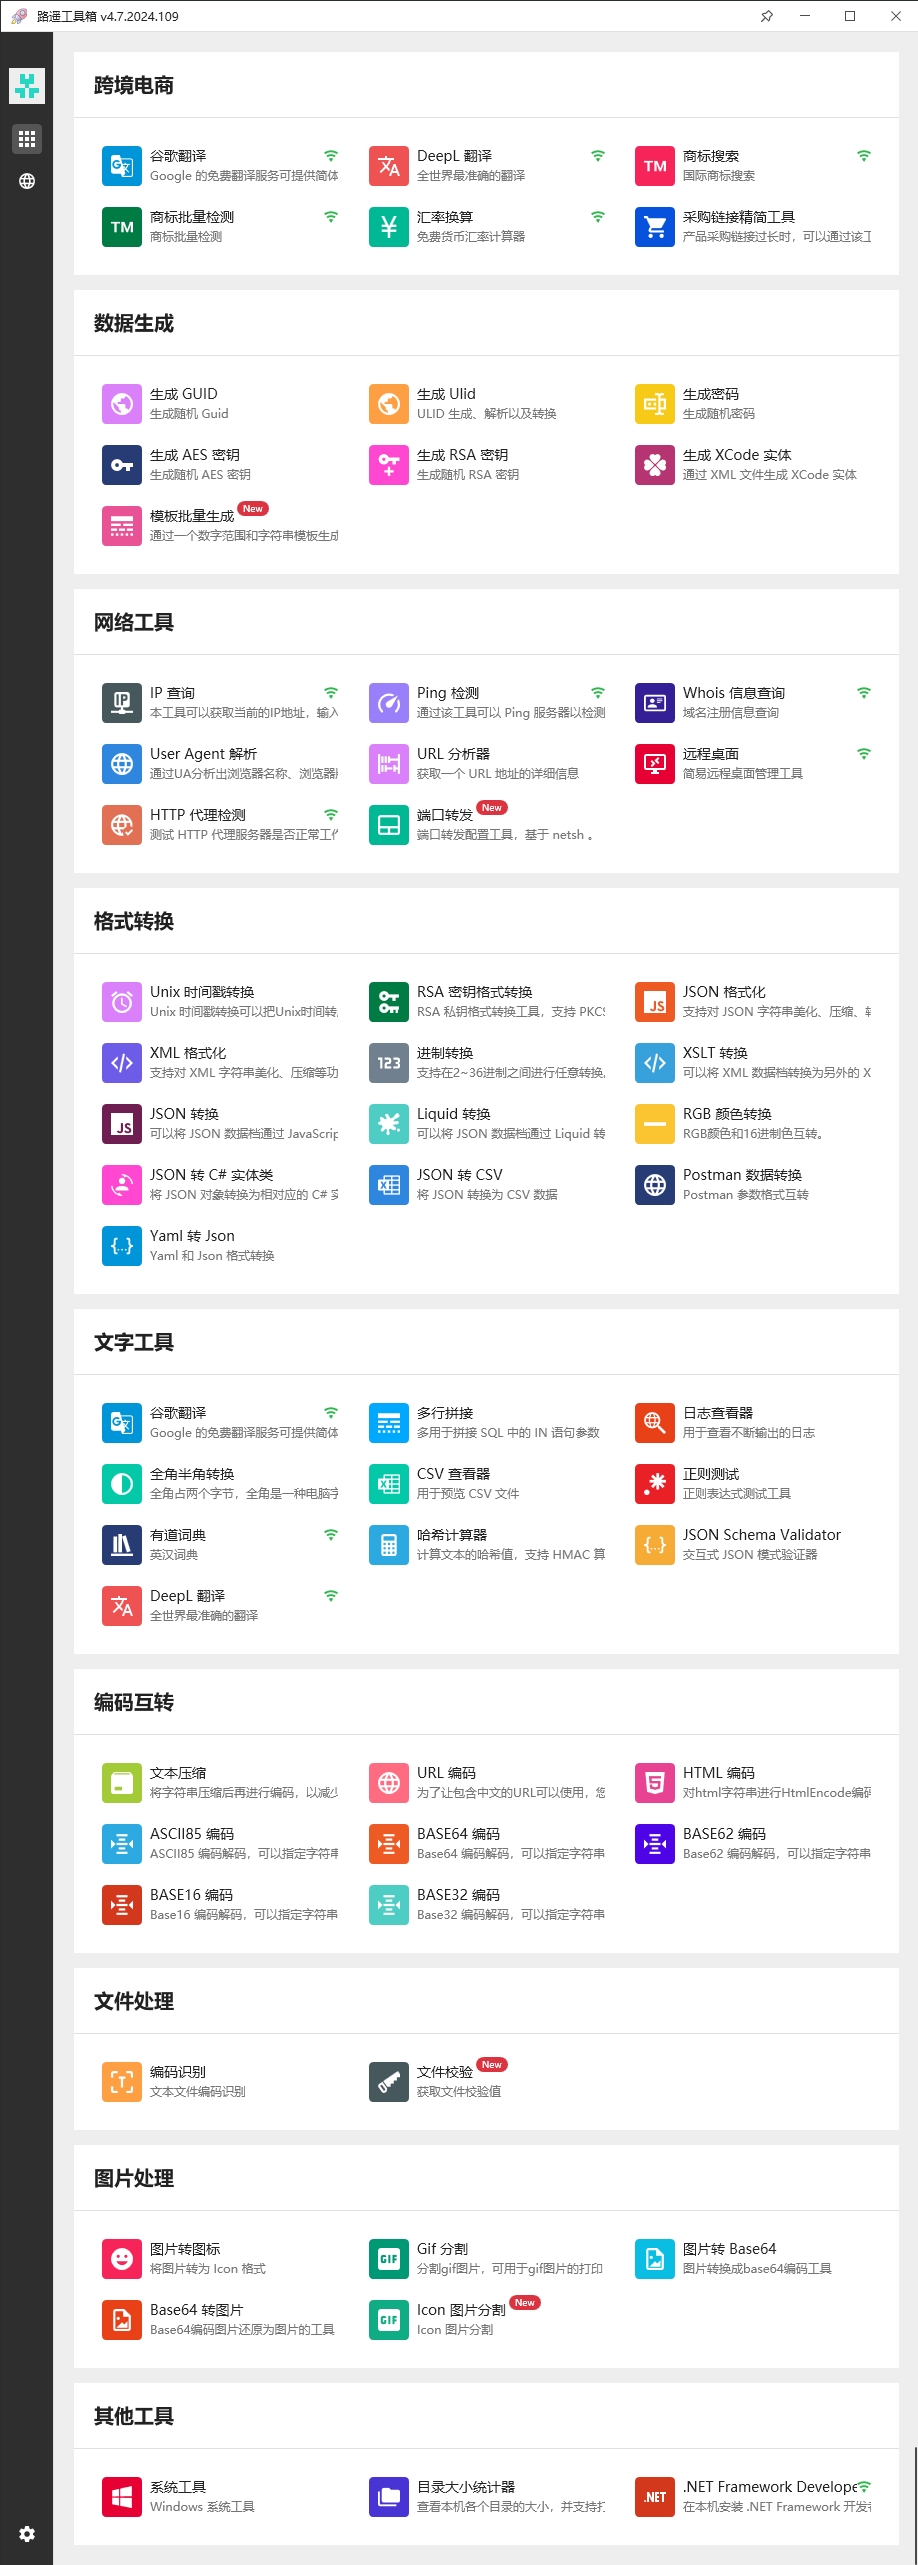 路遥工具箱 v4.7.2024.109
跨境电商
谷歌翻译
Google 的免费翻译服务可提供简体
DeepL 翻译
全世界最准确的翻译
TM
商标搜索
国际商标搜索
TM
商标批量检测
商标批量检测
¥
汇率换算
免费货币汇率计算器
采购链接精简工具
产品采购链接过长时，可以通过该工
数据生成
生成 GUID
生成随机 Guid
生成 Ulid
ULID 生成、解析以及转换
生成密码
生成随机密码
生成 AES 密钥
生成随机 AES 密钥
生成 RSA 密钥
生成随机 RSA 密钥
生成 XCode 实体
通过 XML 文件生成 XCode 实体
模板批量生成 New
通过一个数字范围和字符串模板生成
网络工具
IP
IP 查询
本工具可以获取当前的IP地址，输入
Ping 检测
通过该工具可以 Ping 服务器以检测
Whois 信息查询
域名注册信息查询
User Agent 解析
通过UA分析出浏览器名称、浏览器
URL 分析器
获取一个 URL 地址的详细信息
远程桌面
简易远程桌面管理工具
HTTP 代理检测
测试 HTTP 代理服务器是否正常工作
端口转发 New
端口转发配置工具，基于 netsh 。
格式转换
Unix 时间戳转换
Unix 时间戳转换可以把Unix时间转
RSA 密钥格式转换
RSA 私钥格式转换工具，支持 PKCS
JS
JSON 格式化
支持对 JSON 字符串美化、压缩、转
XML 格式化
支持对 XML 字符串美化、压缩等功
123
进制转换
支持在2~36进制之间进行任意转换
XSLT 转换
可以将 XML 数据档转换为另外的 X
JS
JSON 转换
可以将 JSON 数据档通过 JavaScrip
Liquid 转换
可以将 JSON 数据档通过 Liquid 转
RGB 颜色转换
RGB颜色和16进制色互转。
JSON 转 C# 实体类
将 JSON 对象转换为相对应的 C# 实
JSON 转 CSV
将 JSON 转换为 CSV 数据
Postman 数据转换
Postman 参数格式互转
Yaml 转 Json
Yaml 和 Json 格式转换
文字工具
谷歌翻译
Google 的免费翻译服务可提供简体
多行拼接
多用于拼接 SQL 中的 IN 语句参数
日志查看器
用于查看不断输出的日志
全角半角转换
全角占两个字节，全角是一种电脑字
CSV 查看器
用于预览 CSV 文件
正则测试
正则表达式测试工具
有道词典
英汉词典
哈希计算器
计算文本的哈希值，支持 HMAC 算
JSON Schema Validator
交互式 JSON 模式验证器
DeepL 翻译
全世界最准确的翻译
编码互转
文本压缩
将字符串压缩后再进行编码，以减少
URL 编码
为了让包含中文的URL可以使用，您
HTML 编码
对html字符串进行HtmlEncode编码
ASCII85 编码
ASCII85 编码解码，可以指定字符串
BASE64 编码
Base64 编码解码，可以指定字符串
BASE62 编码
Base62 编码解码，可以指定字符串
BASE16 编码
Base16 编码解码，可以指定字符串
BASE32 编码
Base32 编码解码，可以指定字符串
文件处理
编码识别
文本文件编码识别
文件校验 New
获取文件校验值
图片处理
图片转图标
将图片转为 Icon 格式
GIF
Gif 分割
分割gif图片，可用于gif图片的打印
图片转 Base64
图片转换成base64编码工具
Base64 转图片
Base64编码图片还原为图片的工具
GIF
Icon 图片分割 New
Icon 图片分割
其他工具
系统工具
Windows 系统工具
目录大小统计器
查看本机各个目录的大小，并支持打
.NET
.NET Framework Develope
在本机安装 .NET Framework 开发者